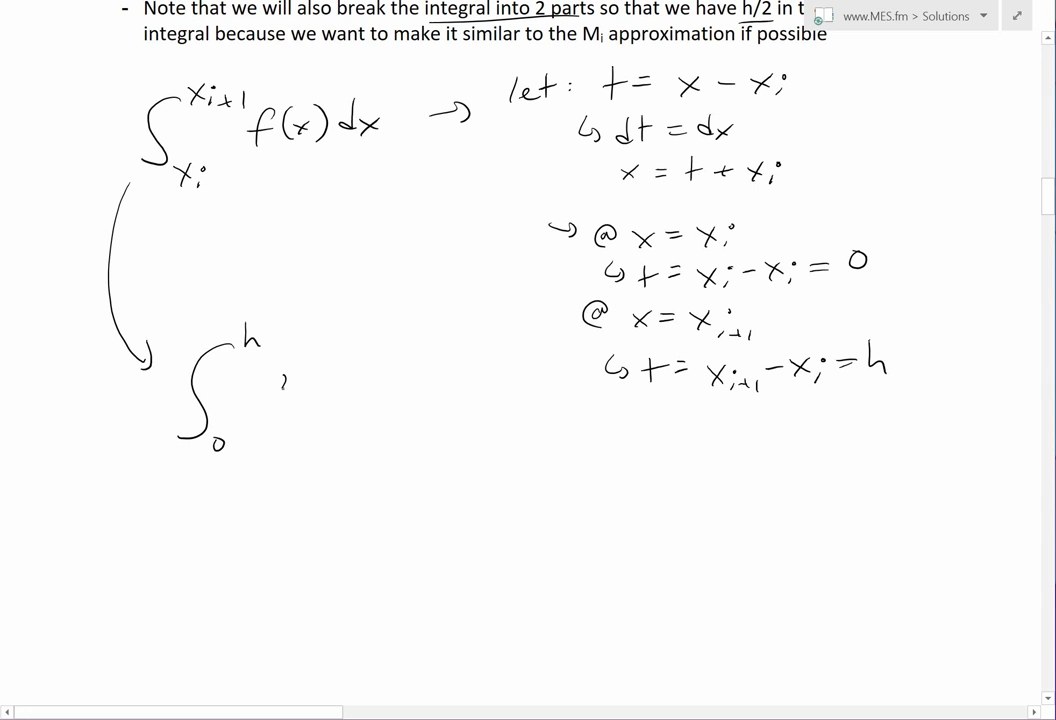 - Note that we will also break the integral into 2 parts so that we have h/2 in t
www.MES.fm > Solutions
integral because we want to make it similar to the Mᵢ approximation if possible
∫ xᵢ₊₁ xᵢ f(x) dx → let: t = x - xᵢ
↳ dt = dx
x = t + xᵢ
→ @ x = xᵢ
↳ t = xᵢ - xᵢ = 0
@ x = xᵢ₊₁
↳ t = xᵢ₊₁ - xᵢ = h
∫ h 0